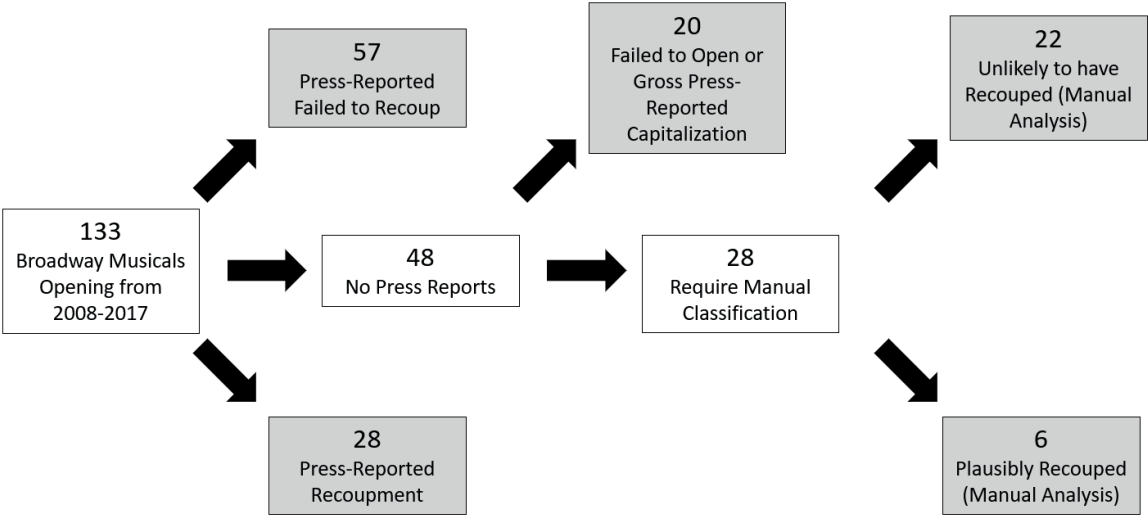 57
Press-Reported
Failed to Recoup
20
Failed to Open or
Gross Press-
Reported
Capitalization
22
Unlikely to have
Recouped (Manual
Analysis)
133
Broadway Musicals
Opening from
2008-2017
48
No Press Reports
28
Require Manual
Classification
28
Press-Reported
Recoupment
6
Plausibly Recouped
(Manual Analysis)